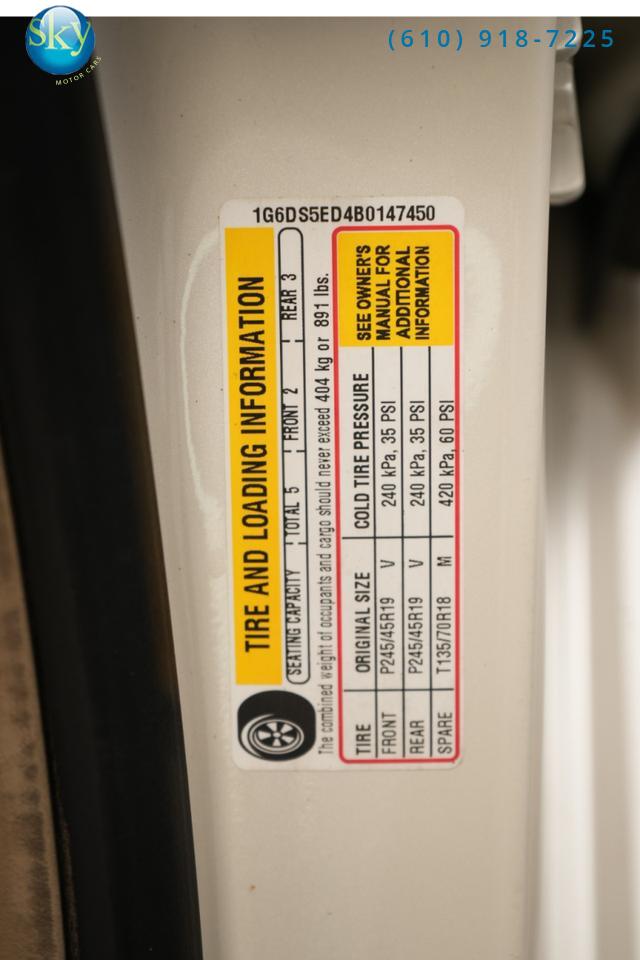 Sky
MOTOR CARS
(610) 918-7225
1G6DS5ED4B0147450
TIRE AND LOADING INFORMATION
SEATING CAPACITY TOTAL 5 FRONT 2 REAR 3
The combined weight of occupants and cargo should never exceed 404 kg or 891 lbs.
TIRE ORIGINAL SIZE COLD TIRE PRESSURE
FRONT P245/45R19 V 240 kPa, 35 PSI
REAR P245/45R19 V 240 kPa, 35 PSI
SPARE T135/70R18 M 420 kPa, 60 PSI
SEE OWNER'S
MANUAL FOR
ADDITIONAL
INFORMATION